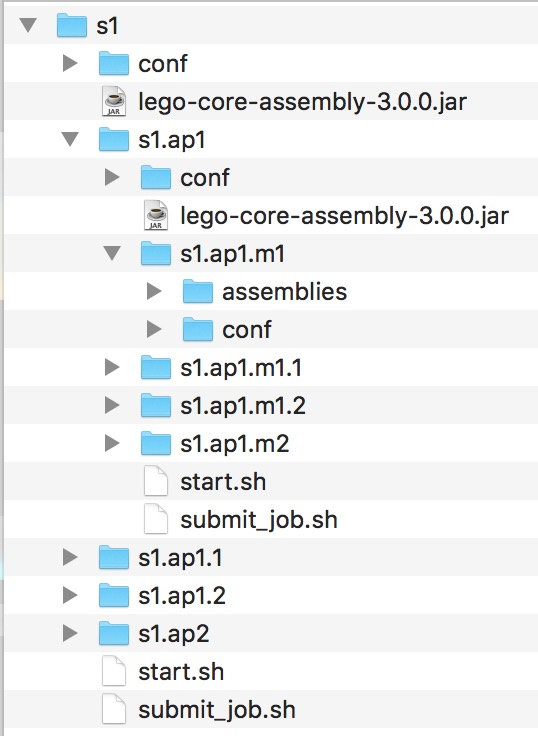 s1
conf
lego-core-assembly-3.0.0.jar
s1.ap1
conf
lego-core-assembly-3.0.0.jar
s1.ap1.m1
assemblies
conf
s1.ap1.m1.1
s1.ap1.m1.2
s1.ap1.m2
start.sh
submit_job.sh
s1.ap1.1
s1.ap1.2
s1.ap2
start.sh
submit_job.sh